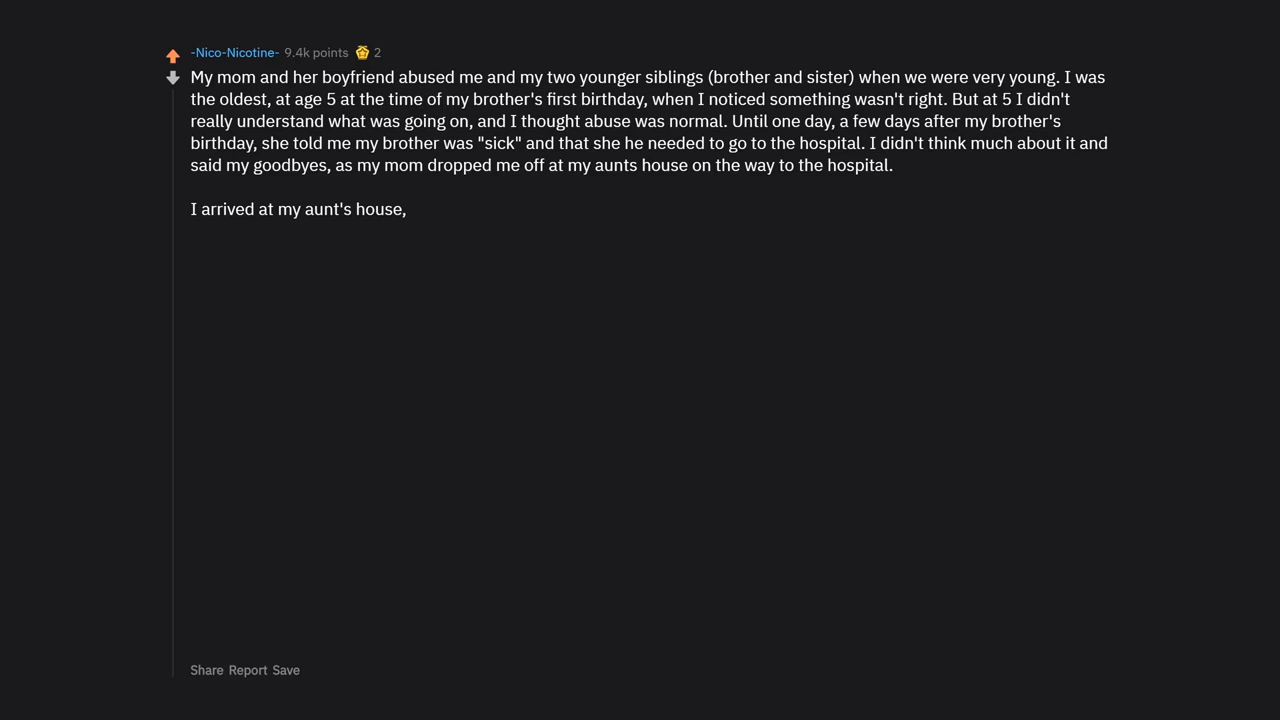 -Nico-Nicotine- 9.4k points 2
My mom and her boyfriend abused me and my two younger siblings (brother and sister) when we were very young. I was
the oldest, at age 5 at the time of my brother's first birthday, when I noticed something wasn't right. But at 5 I didn't
really understand what was going on, and I thought abuse was normal. Until one day, a few days after my brother's
birthday, she told me my brother was "sick" and that she he needed to go to the hospital. I didn't think much about it and
said my goodbyes, as my mom dropped me off at my aunts house on the way to the hospital.
I arrived at my aunt's house,
Share Report Save